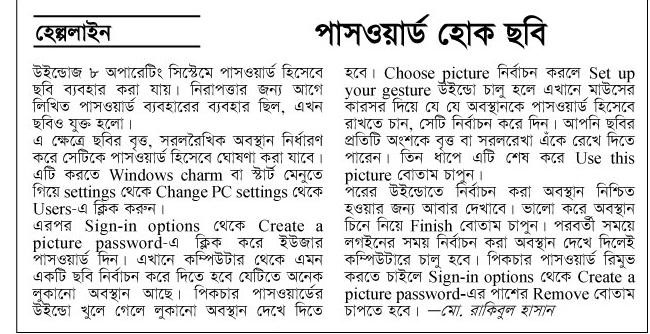 হেল্পলাইন
পাসওয়ার্ড হোক ছবি
উইন্ডোজ ৮ অপারেটিং সিস্টেমে পাসওয়ার্ড হিসেবে
ছবি ব্যবহার করা যায়। নিরাপত্তার জন্য আগে
লিখিত পাসওয়ার্ড ব্যবহারের ব্যবহার ছিল, এখন
ছবিও যুক্ত হলো।
এ ক্ষেত্রে ছবির বৃত্ত, সরলরৈখিক অবস্থান নির্ধারণ
করে সেটিকে পাসওয়ার্ড হিসেবে ঘোষণা করা যাবে।
এটি করতে Windows charm বা স্টার্ট মেনুতে
গিয়ে settings থেকে Change PC settings থেকে
Users-এ ক্লিক করুন।
এরপর Sign-in options থেকে Create a
picture password-এ ক্লিক করে ইউজার
পাসওয়ার্ড দিন। এখানে কম্পিউটার থেকে এমন
একটি ছবি নির্বাচন করে দিতে হবে যেটিতে অনেক
লুকানো অবস্থান আছে। পিকচার পাসওয়ার্ডের
উইন্ডো খুলে গেলে লুকানো অবস্থান দেখে দিতে
হবে। Choose picture নির্বাচন করলে Set up
your gesture উইন্ডো চালু হলে এখানে মাউসের
কারসর দিয়ে যে যে অবস্থানকে পাসওয়ার্ড হিসেবে
রাখতে চান, সেটি নির্বাচন করে দিন। আপনি ছবির
প্রতিটি অংশকে বৃত্ত বা সরলরেখা এঁকে রেখে দিতে
পারেন। তিন ধাপে এটি শেষ করে Use this
picture বোতাম চাপুন।
পরের উইন্ডোতে নির্বাচন করা অবস্থান নিশ্চিত
হওয়ার জন্য আবার দেখাবে। ভালো করে অবস্থান
চিনে নিয়ে Finish বোতাম চাপুন। পরবর্তী সময়ে
লগইনের সময় নির্বাচন করা অবস্থান দেখে দিলেই
কম্পিউটারে চালু হবে। পিকচার পাসওয়ার্ড রিমুভ
করতে চাইলে Sign-in options থেকে Create a
picture password-এর পাশের Remove বোতাম
চাপতে হবে। —মো. রাকিবুল হাসান